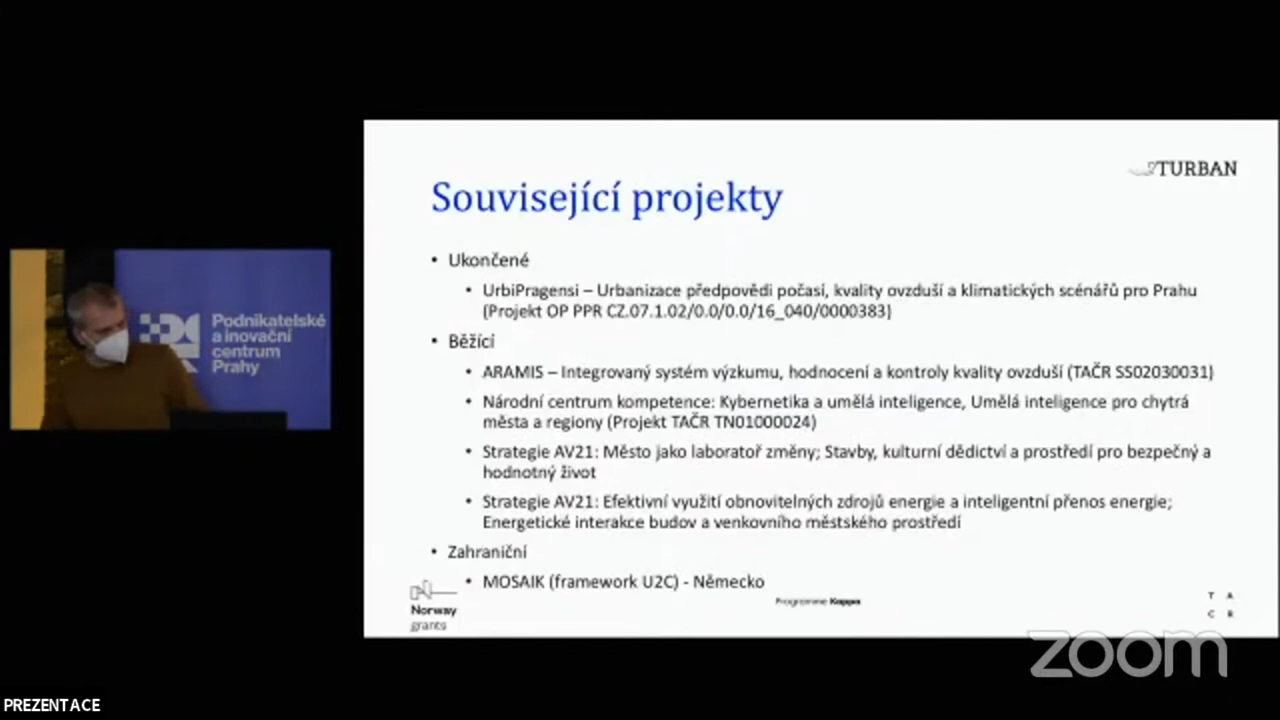 TURBAN
Související projekty
• Ukončené
• UrbiPragensi – Urbanizace předpovědi počasí, kvality ovzduší a klimatických scénářů pro Prahu
(Projekt OP PPR CZ.07.1.02/0.0/0.0/16_040/0000383)
• Běžící
• ARAMIS – Integrovaný systém výzkumu, hodnocení a kontroly kvality ovzduší (TAČR SS02030031)
• Národní centrum kompetence: Kybernetika a umělá inteligence, Umělá inteligence pro chytrá
města a regiony (Projekt TAČR TN01000024)
• Strategie AV21: Město jako laboratoř změny; Stavby, kulturní dědictví a prostředí pro bezpečný a
hodnotný život
• Strategie AV21: Efektivní využití obnovitelných zdrojů energie a inteligentní přenos energie;
Energetické interakce budov a venkovního městského prostředí
• Zahraniční
• MOSAIK (framework U2C) - Německo
Norway
grants
Programme Kappa
T A
Č R
Podnikatelské
a inovační
centrum
Prahy
zoom
PREZENTACE